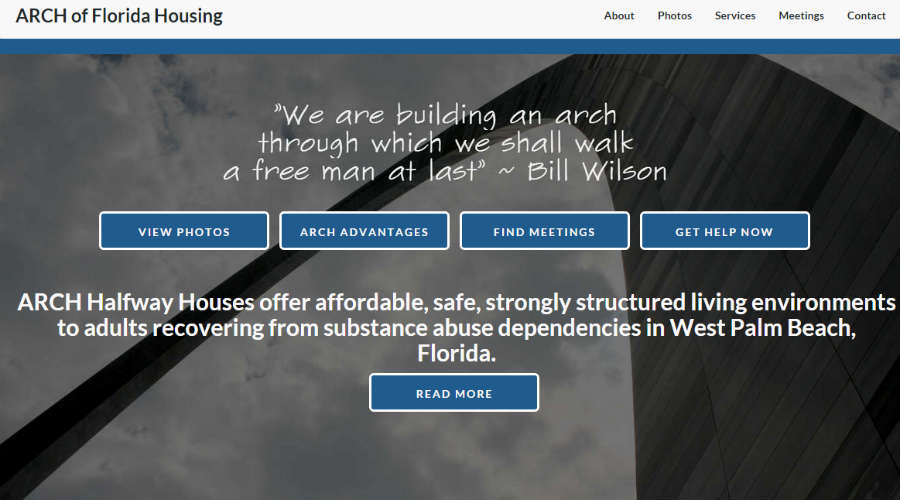 ARCH of Florida Housing
About Photos Services Meetings Contact
"We are building an arch
through which we shall walk
a free man at last" ~ Bill Wilson
VIEW PHOTOS ARCH ADVANTAGES FIND MEETINGS GET HELP NOW
ARCH Halfway Houses offer affordable, safe, strongly structured living environments
to adults recovering from substance abuse dependencies in West Palm Beach,
Florida.
READ MORE